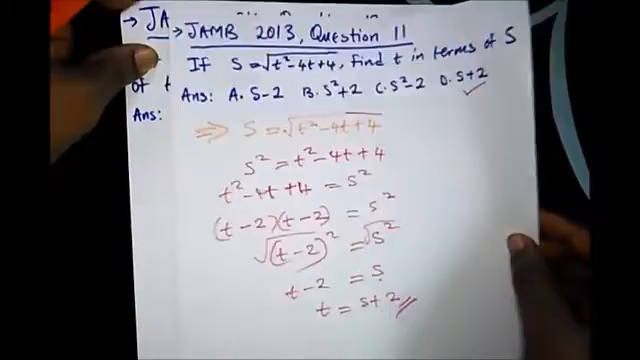 → JA
→ JAMB 2013, Question 11
If S = √t²-4t+4, find t in terms of S
of t
Ans: A. S-2 B. S²+2 C. S²-2 D. S+2 ✓
Ans:
⇒ S = √t²-4t+4
S² = t²-4t+4
t²-4t+4 = S²
(t-2)(t-2) = S²
√(t-2)² = √S²
t-2 = S
t = S+2 //